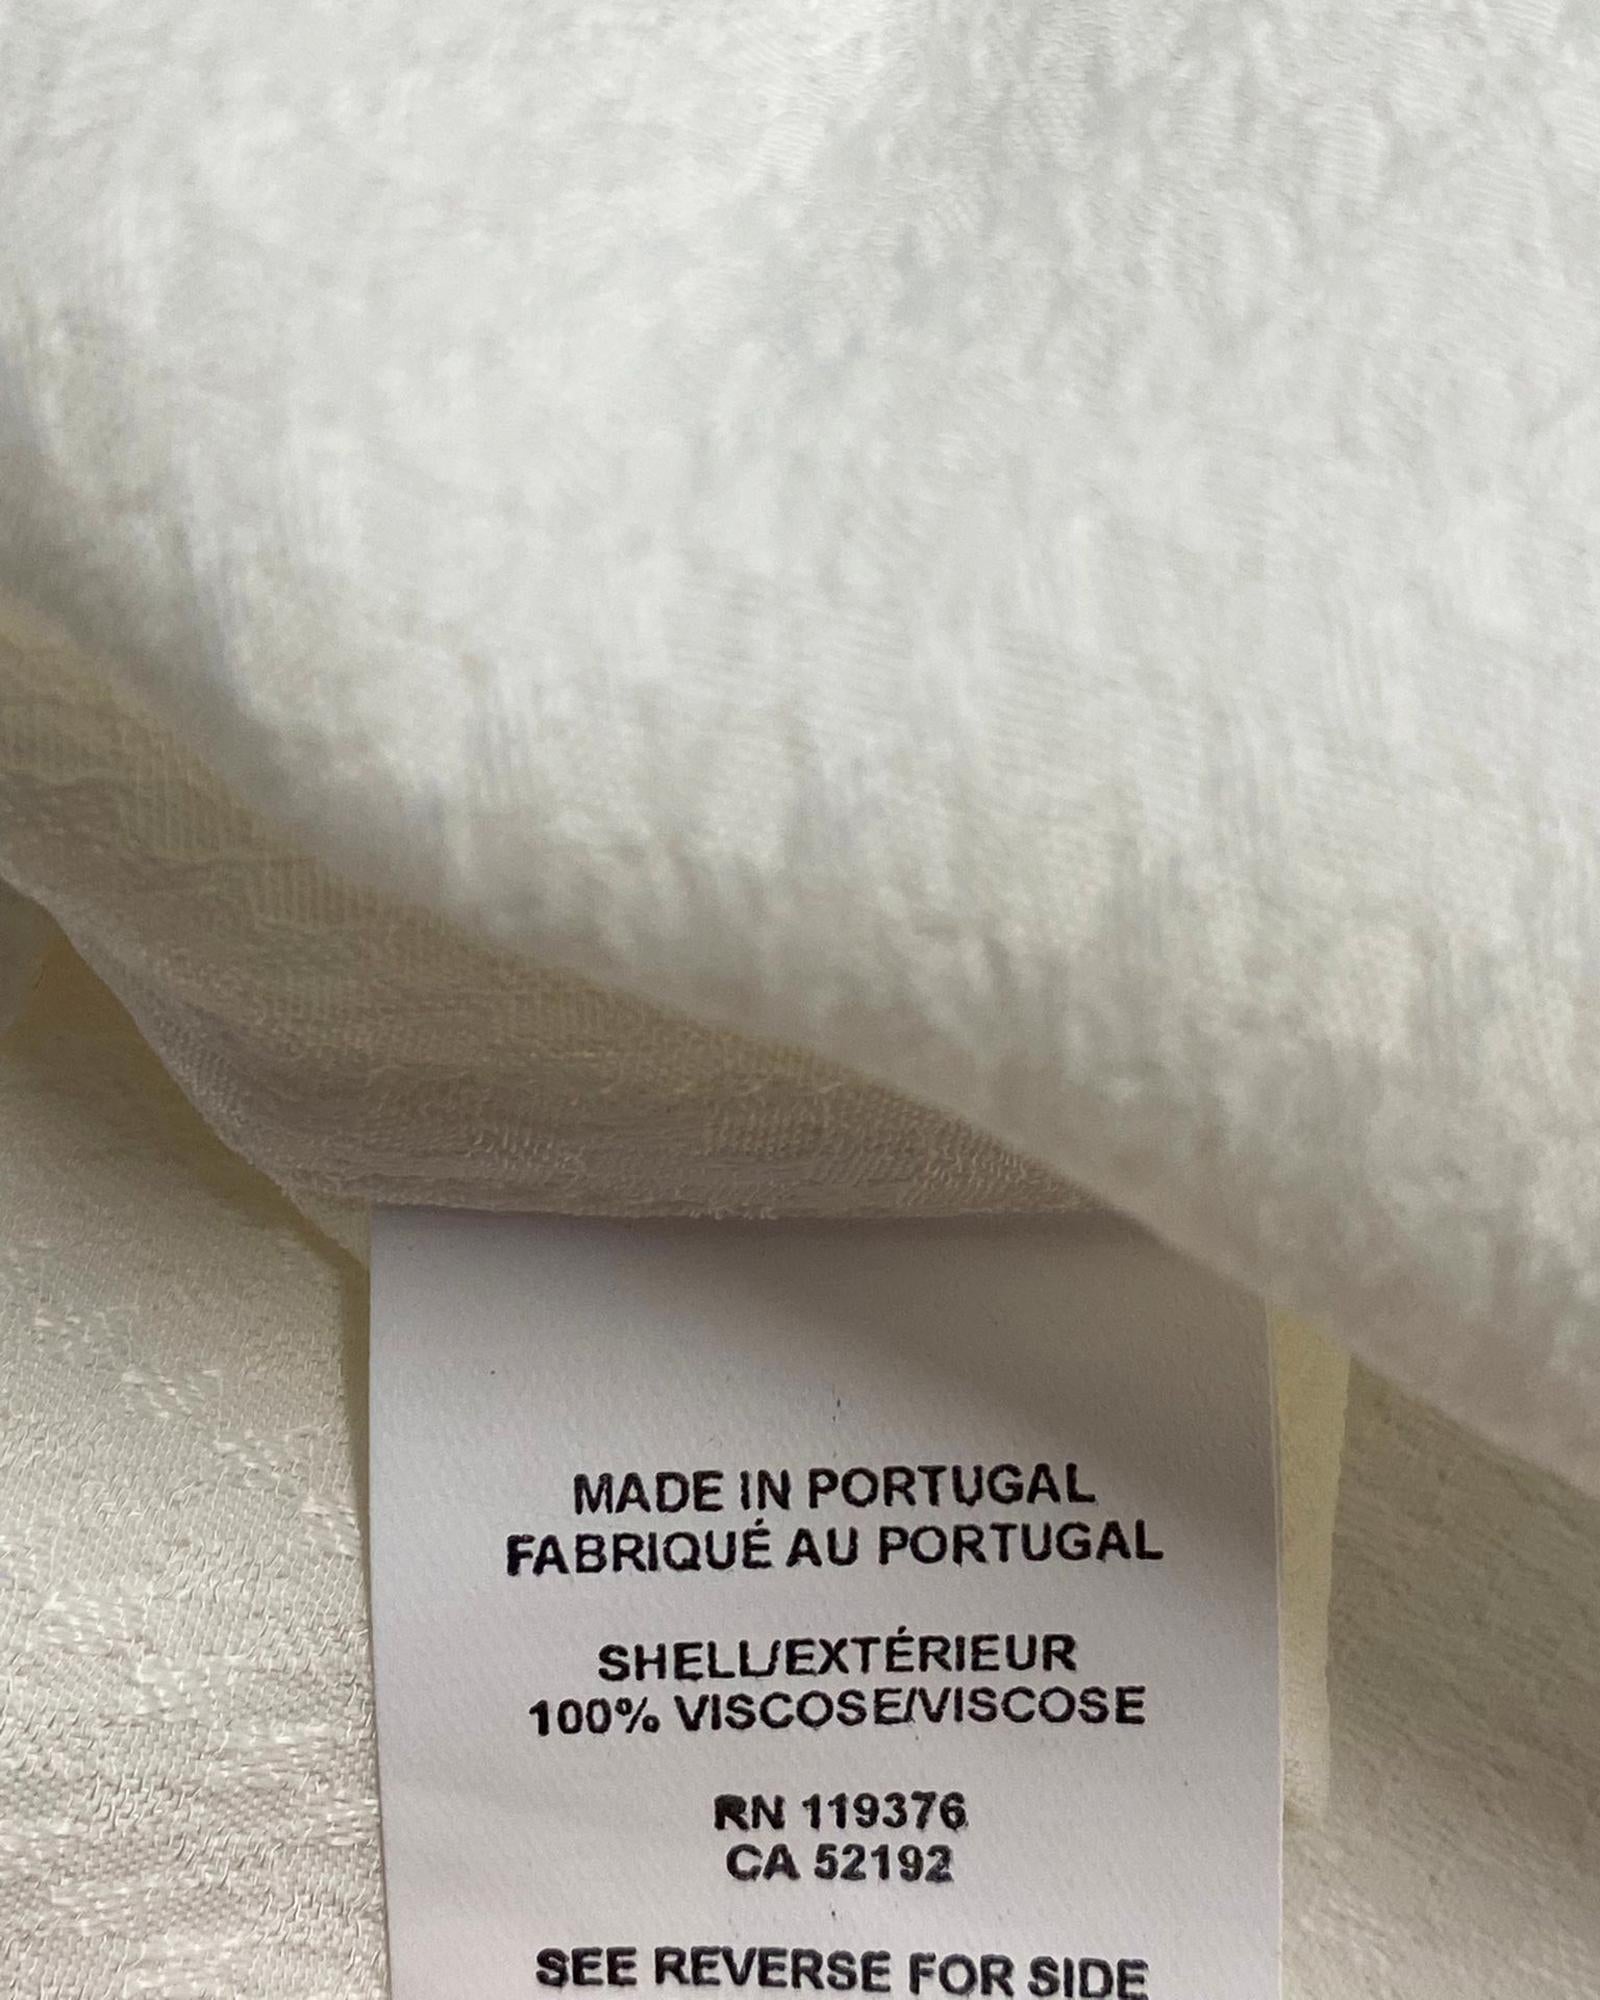 MADE IN PORTUGAL
FABRIQUÉ AU PORTUGAL
SHELL/EXTÉRIEUR
100% VISCOSE/VISCOSE
RN 119376
CA 52192
SEE REVERSE FOR SIDE